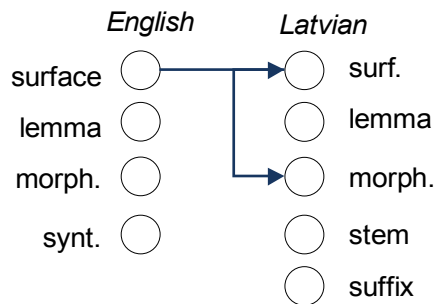 English Latvian
surface surf.
lemma lemma
morph. morph.
synt. stem
suffix